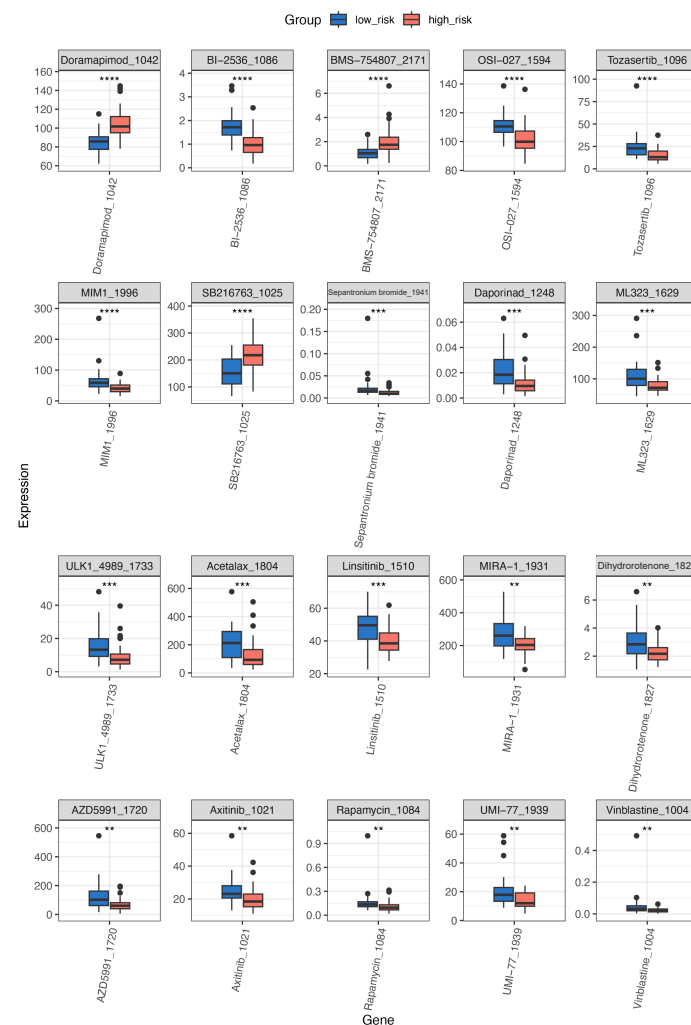 Group low_risk high_risk
Doramapimod_1042 BI−2536_1086 BMS−754807_2171 OSI−027_1594 Tozasertib_1096
**** **** **** **** ****
160 140 120 100 80 60
4 3 2 1 0
6 4 2 0
140 120 100 80
100 75 50 25 0
Doramapimod_1042 BI−2536_1086 BMS−754807_2171 OSI−027_1594 Tozasertib_1096
MIM1_1996 SB216763_1025 Sepantronium bromide_1941 Daporinad_1248 ML323_1629
**** **** *** *** ***
300 200 100 0
400 300 200 100
0.20 0.15 0.10 0.05 0.00
0.06 0.04 0.02 0.00
300 200 100
MIM1_1996 SB216763_1025 Sepantronium bromide_1941 Daporinad_1248 ML323_1629
Expression
ULK1_4989_1733 Acetalax_1804 Linsitinib_1510 MIRA−1_1931 Dihydrorotenone_182
*** *** *** ** **
40 20 0
600 400 200 0
60 40 20
600 400 200
6 4 2
ULK1_4989_1733 Acetalax_1804 Linsitinib_1510 MIRA−1_1931 Dihydrorotenone_1827
AZD5991_1720 Axitinib_1021 Rapamycin_1084 UMI−77_1939 Vinblastine_1004
** ** ** ** **
600 400 200 0
60 40 20
0.9 0.6 0.3 0.0
60 40 20 0
0.4 0.2 0.0
AZD5991_1720 Axitinib_1021 Rapamycin_1084 UMI−77_1939 Vinblastine_1004
Gene